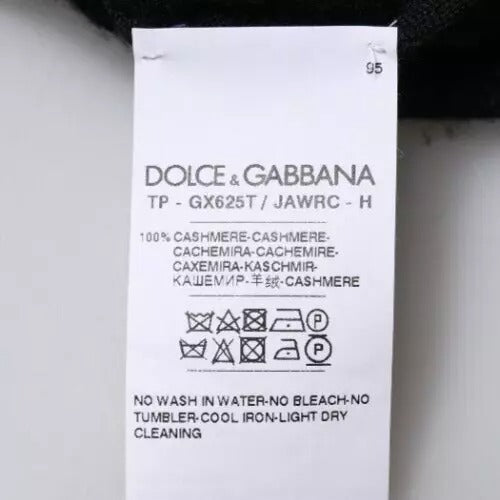 95
DOLCE & GABBANA
TP - GX625T / JAWRC - H
100% CASHMERE-CASHMERE-
CACHEMIRA-CACHEMIRE-
CAXEMIRA-KASCHMIR-
КАШЕМИР-羊绒-CASHMERE
P
P
NO WASH IN WATER-NO BLEACH-NO
TUMBLER-COOL IRON-LIGHT DRY
CLEANING